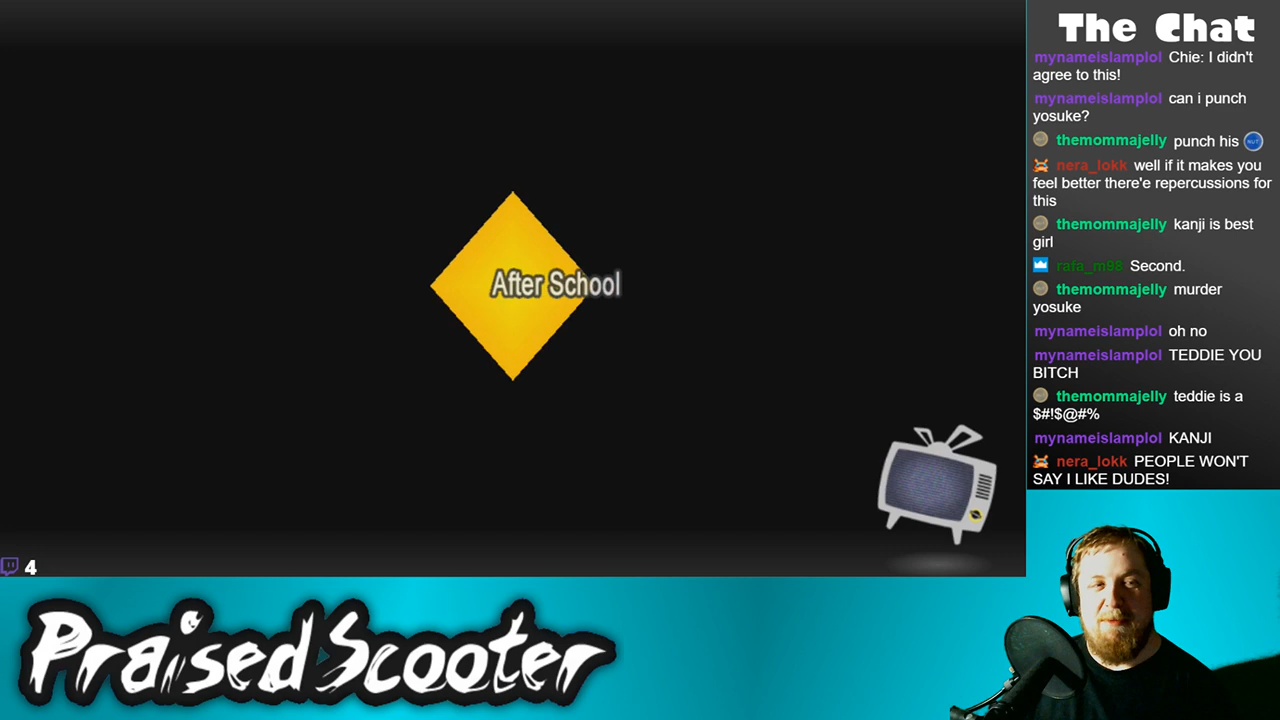 After School
4
PraisedScooter
The Chat
mynameislamplol Chie: I didn't
agree to this!
mynameislamplol can i punch
yosuke?
themommajelly punch his NUT
nera_lokk well if it makes you
feel better there'e repercussions for
this
themommajelly kanji is best
girl
rafa_m98 Second.
themommajelly murder
yosuke
mynameislamplol oh no
mynameislamplol TEDDIE YOU
BITCH
themommajelly teddie is a
$#!$@#%
mynameislamplol KANJI
nera_lokk PEOPLE WON'T
SAY I LIKE DUDES!